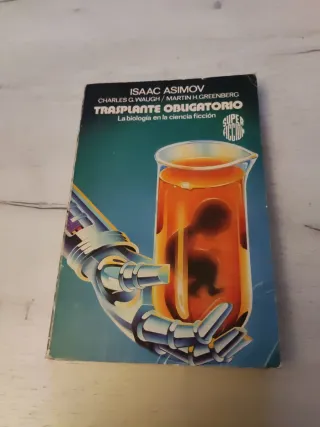 ISAAC ASIMOV
CHARLES G. WAUGH / MARTIN H. GREENBERG
TRASPLANTE OBLIGATORIO
La biología en la ciencia ficción
SUPER
FICCION